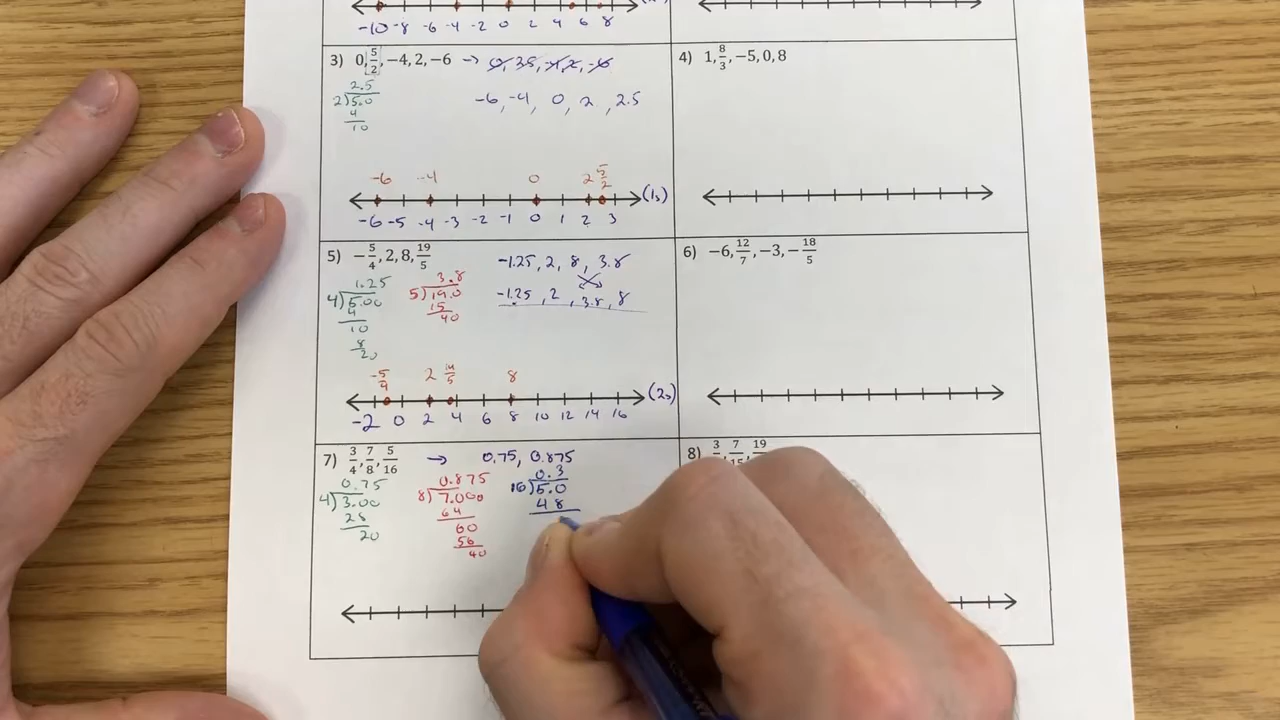 -10 -8 -6 -4 -2 0 2 4 6 8
3) 0, 5/2, -4, 2, -6 → 0, 2.5, -4, 2, -6
2.5
2)5.0
4
10
-6, -4, 0, 2, 2.5
-6 -4 0 2 5/2
(1s)
-6 -5 -4 -3 -2 -1 0 1 2 3
4) 1, 8/3, -5, 0, 8
5) -5/4, 2, 8, 19/5
-1.25, 2, 8, 3.8
-1.25, 2, 3.8, 8
1.25
4)5.00
4
10
8
20
3.8
5)19.0
15
40
-5/4 2 19/5 8
(2s)
-2 0 2 4 6 8 10 12 14 16
6) -6, 12/7, -3, -18/5
7) 3/4, 7/8, 5/16 → 0.75, 0.875
0.75
4)3.00
28
20
0.875
8)7.000
64
60
56
40
0.3
16)5.0
48
8) 3/, 7/15, 19